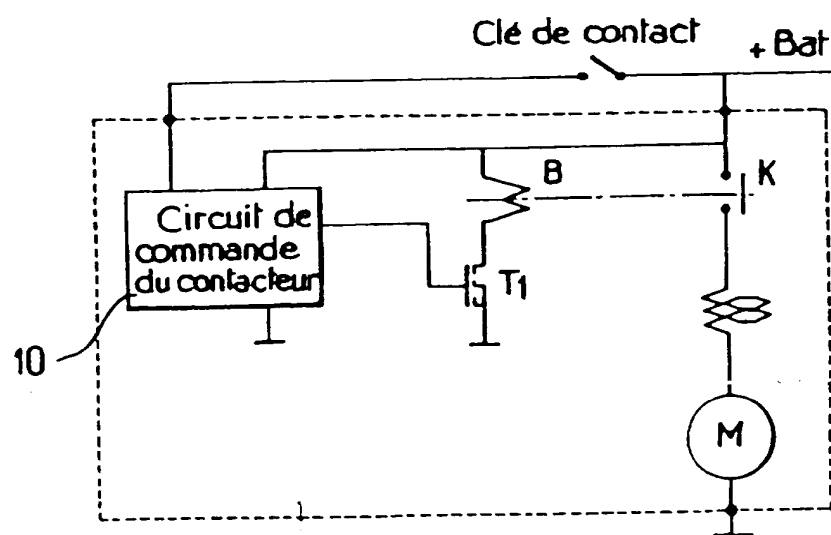 Clé de contact
+ Bat
B
K
Circuit de
commande
du contacteur
T1
10
M